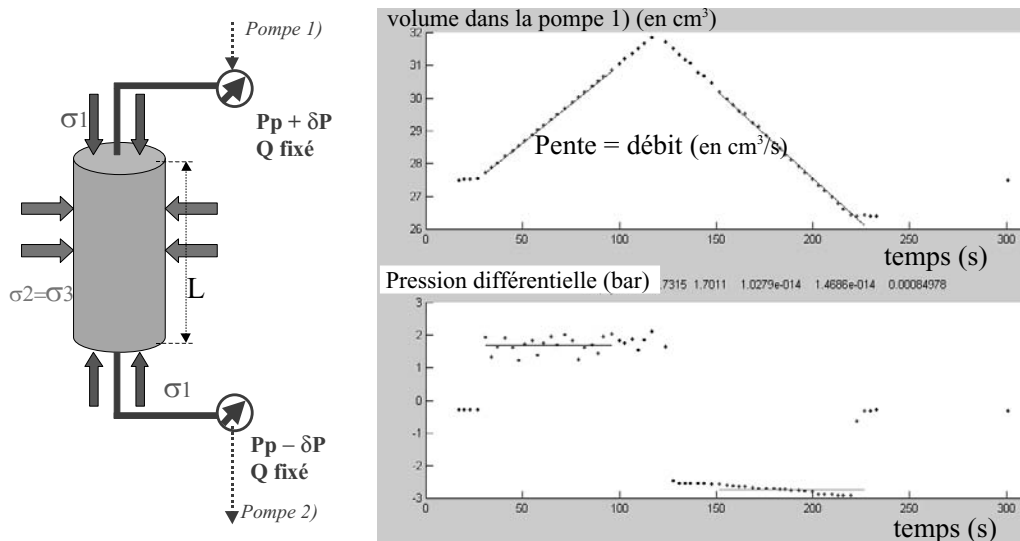 Pompe 1)
σ1
Pp + δP
Q fixé
σ2=σ3
L
σ1
Pp − δP
Q fixé
Pompe 2)
volume dans la pompe 1) (en cm³)
32
31
30
29
28
27
26
Pente = débit (en cm³/s)
0 50 100 150 200 250 300
temps (s)
Pression différentielle (bar)
.7315 1.7011 1.0279e-014 1.4686e-014 0.00084978
3
2
1
0
-1
-2
-3
0 50 100 150 200 250 300
temps (s)